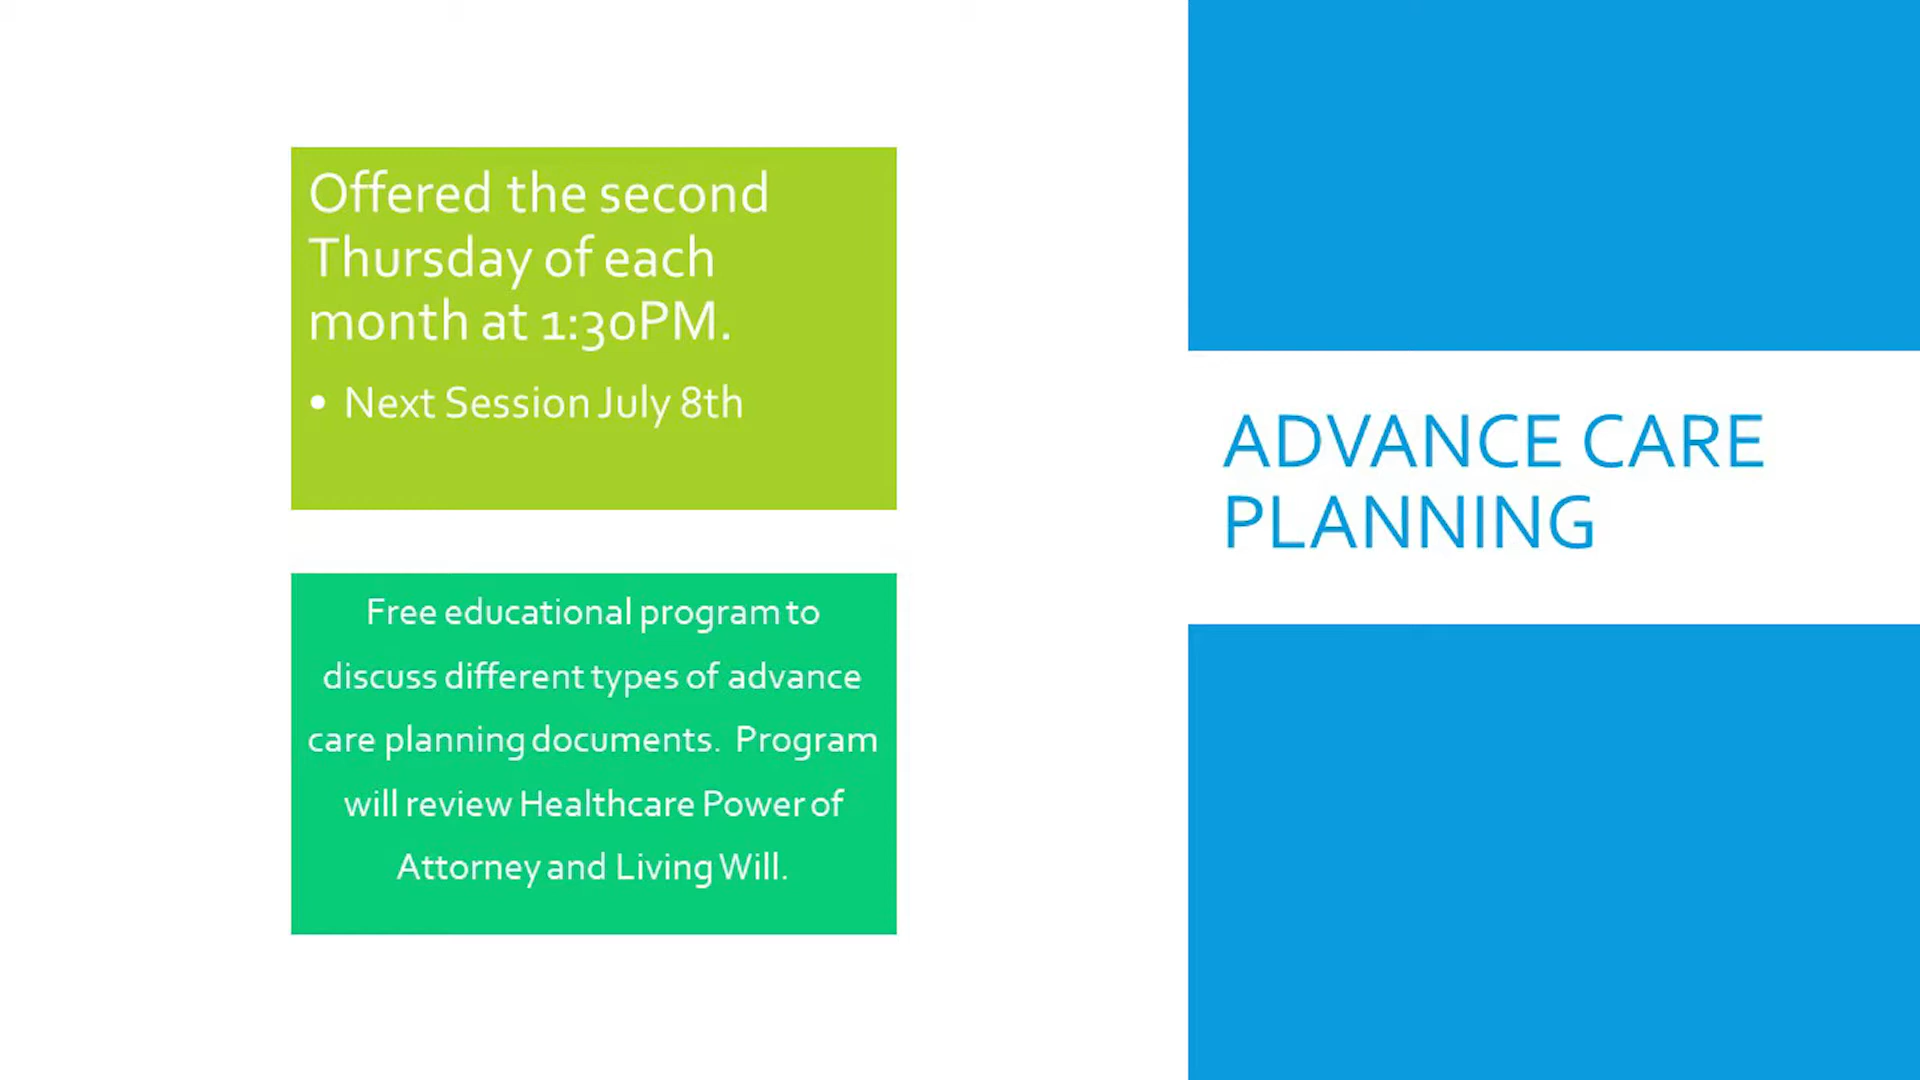 Offered the second
Thursday of each
month at 1:30PM.
• Next Session July 8th
Free educational program to
discuss different types of advance
care planning documents. Program
will review Healthcare Power of
Attorney and Living Will.
ADVANCE CARE
PLANNING